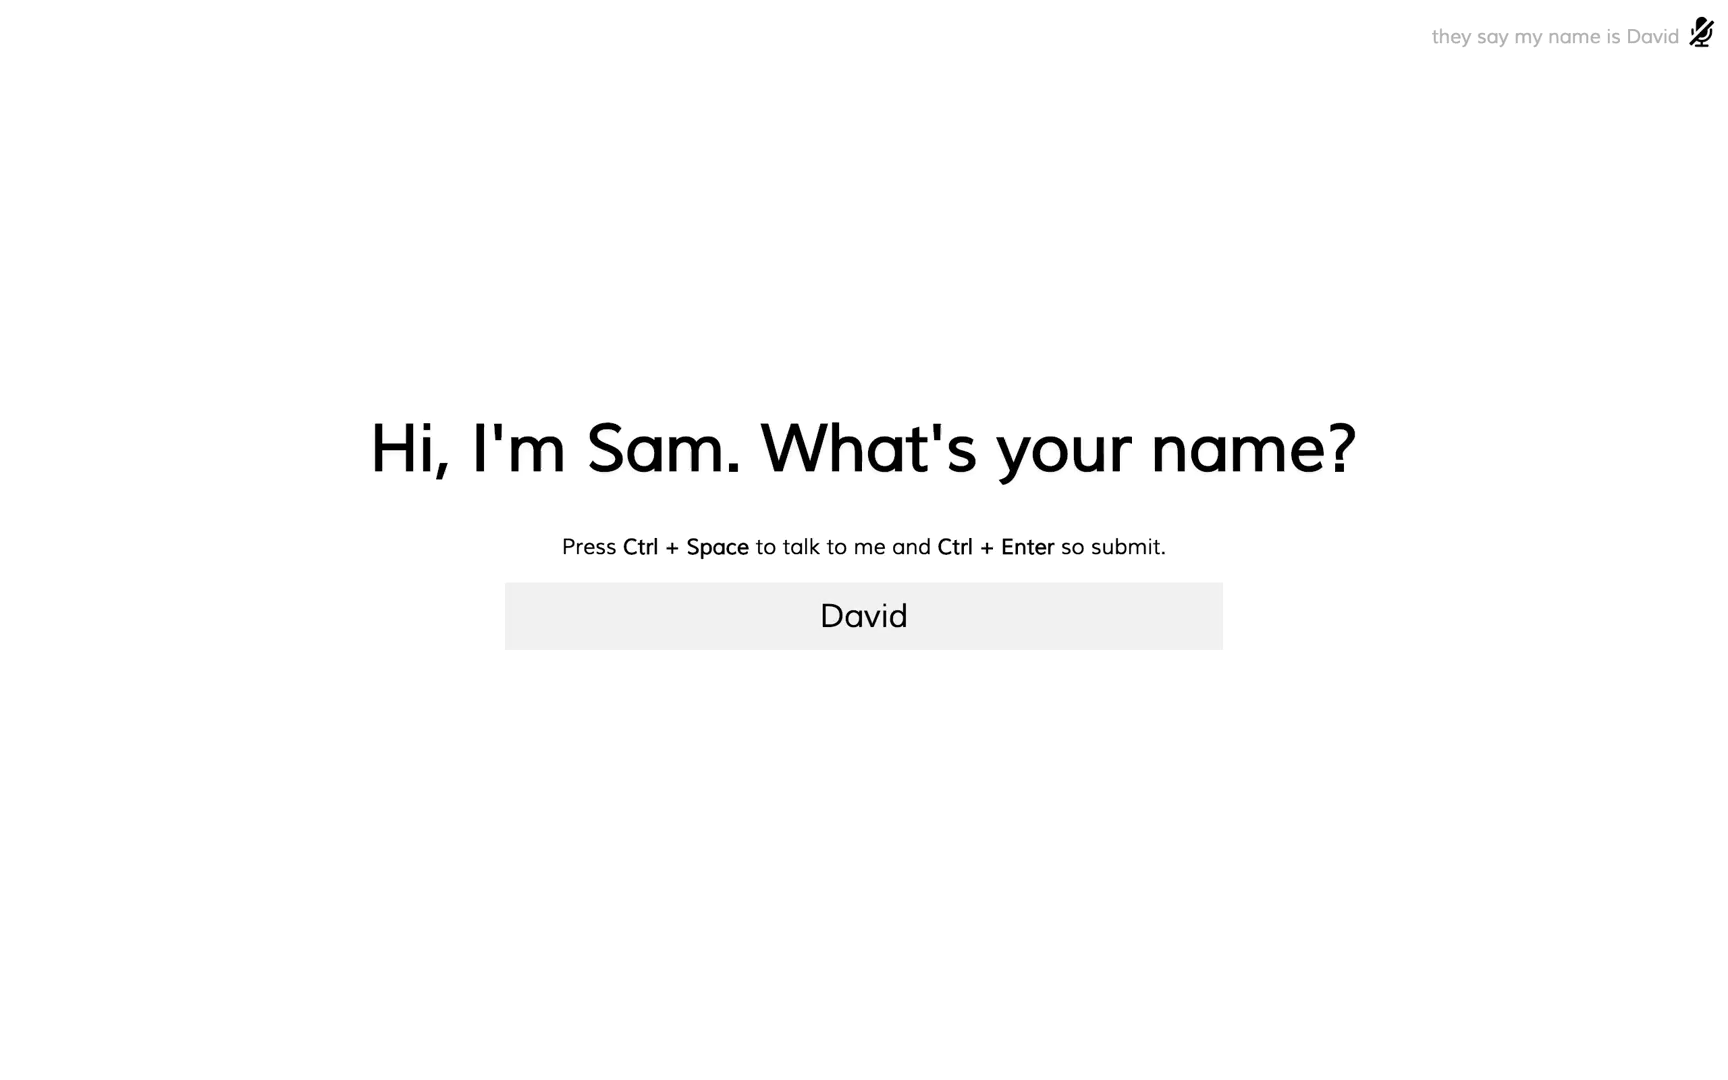 they say my name is David
Hi, I'm Sam. What's your name?
Press Ctrl + Space to talk to me and Ctrl + Enter so submit.
David